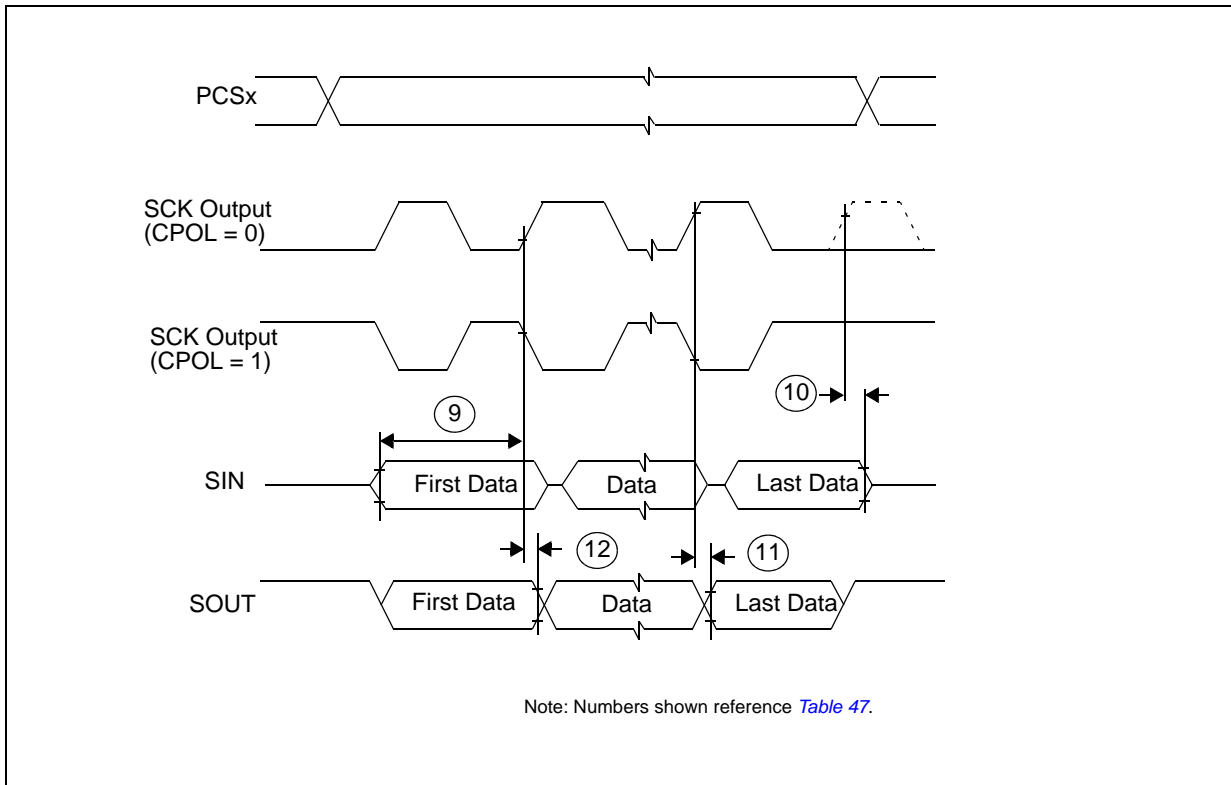 PCSx
SCK Output
(CPOL = 0)
SCK Output
(CPOL = 1)
10
9
SIN
First Data
Data
Last Data
12
11
SOUT
First Data
Data
Last Data
Note: Numbers shown reference Table 47.